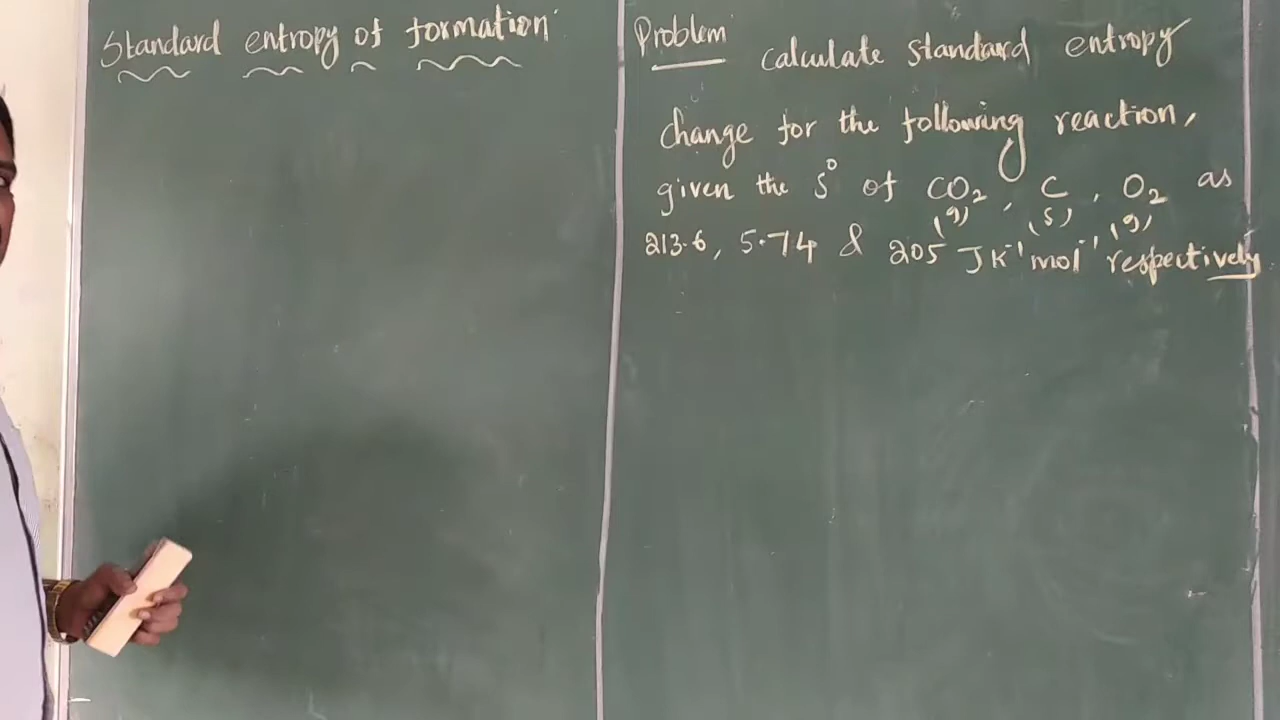 Standard entropy of formation
Problem
Calculate standard entropy
change for the following reaction,
given the S⁰ of CO₂(g), C(s), O₂(g) as
213.6, 5.74 & 205 JK⁻¹mol⁻¹ respectively